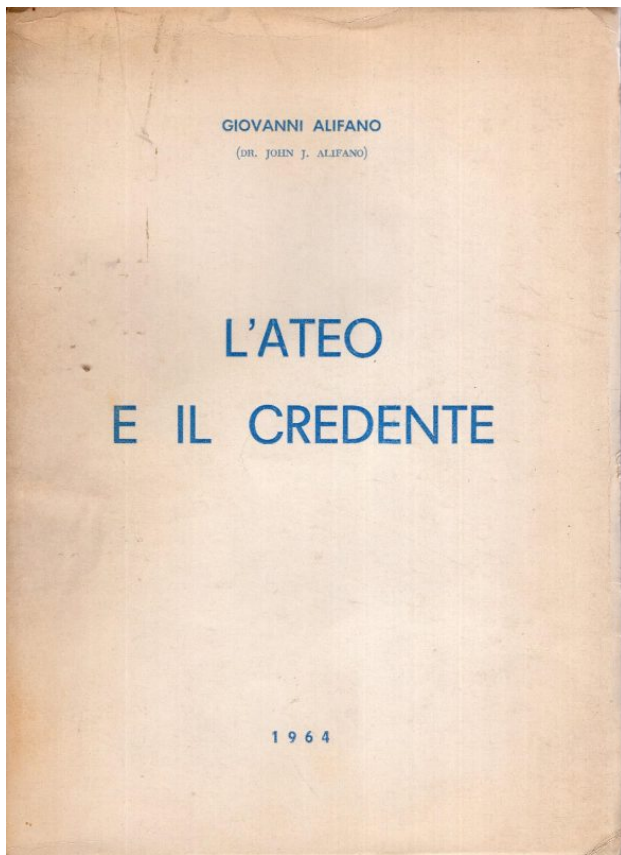 GIOVANNI ALIFANO
(DR. JOHN J. ALIFANO)
L'ATEO
E IL CREDENTE
1964